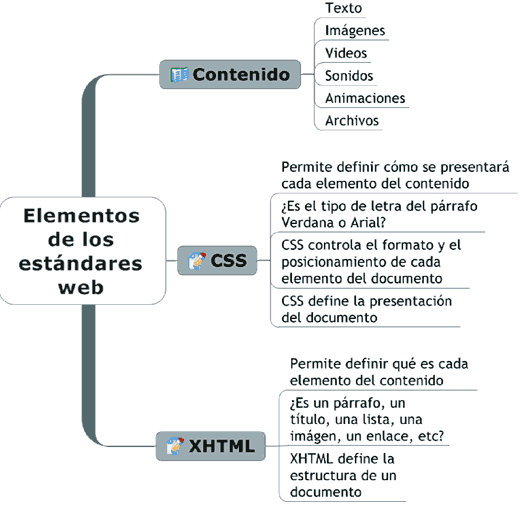 Elementos
de los
estándares
web
Contenido
Texto
Imágenes
Videos
Sonidos
Animaciones
Archivos
CSS
Permite definir cómo se presentará
cada elemento del contenido
¿Es el tipo de letra del párrafo
Verdana o Arial?
CSS controla el formato y el
posicionamiento de cada
elemento del documento
CSS define la presentación
del documento
XHTML
Permite definir qué es cada
elemento del contenido
¿Es un párrafo, un
título, una lista, una
imágen, un enlace, etc?
XHTML define la
estructura de un
documento